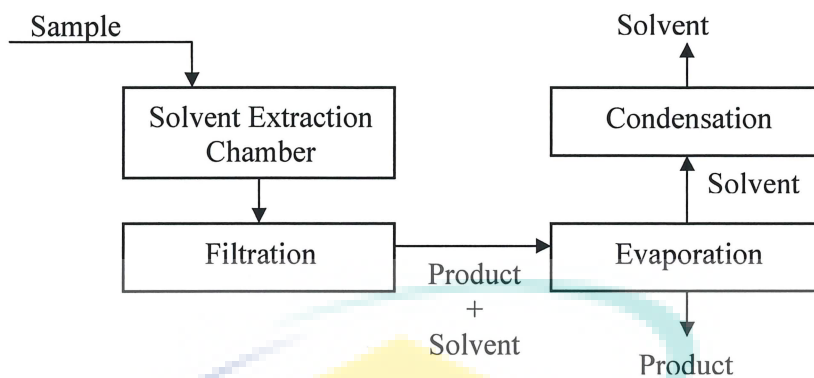 Sample
Solvent Extraction
Chamber
Filtration
Product
+
Solvent
Solvent
Condensation
Solvent
Evaporation
Product